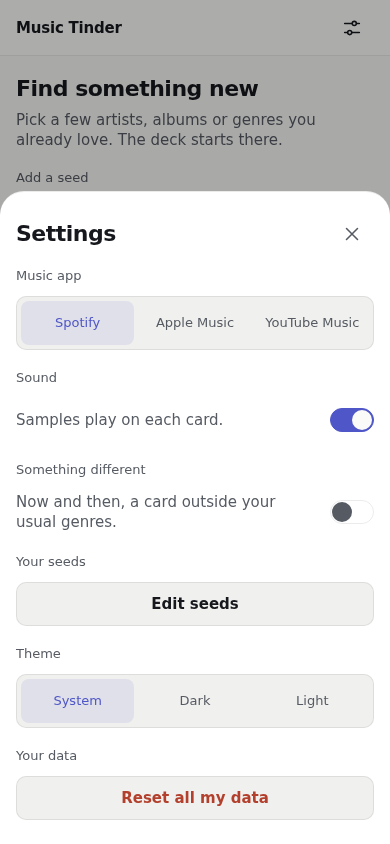 Music Tinder
Find something new
Pick a few artists, albums or genres you
already love. The deck starts there.
Add a seed
Settings
Music app
Spotify
Apple Music
YouTube Music
Sound
Samples play on each card.
Something different
Now and then, a card outside your
usual genres.
Your seeds
Edit seeds
Theme
System
Dark
Light
Your data
Reset all my data